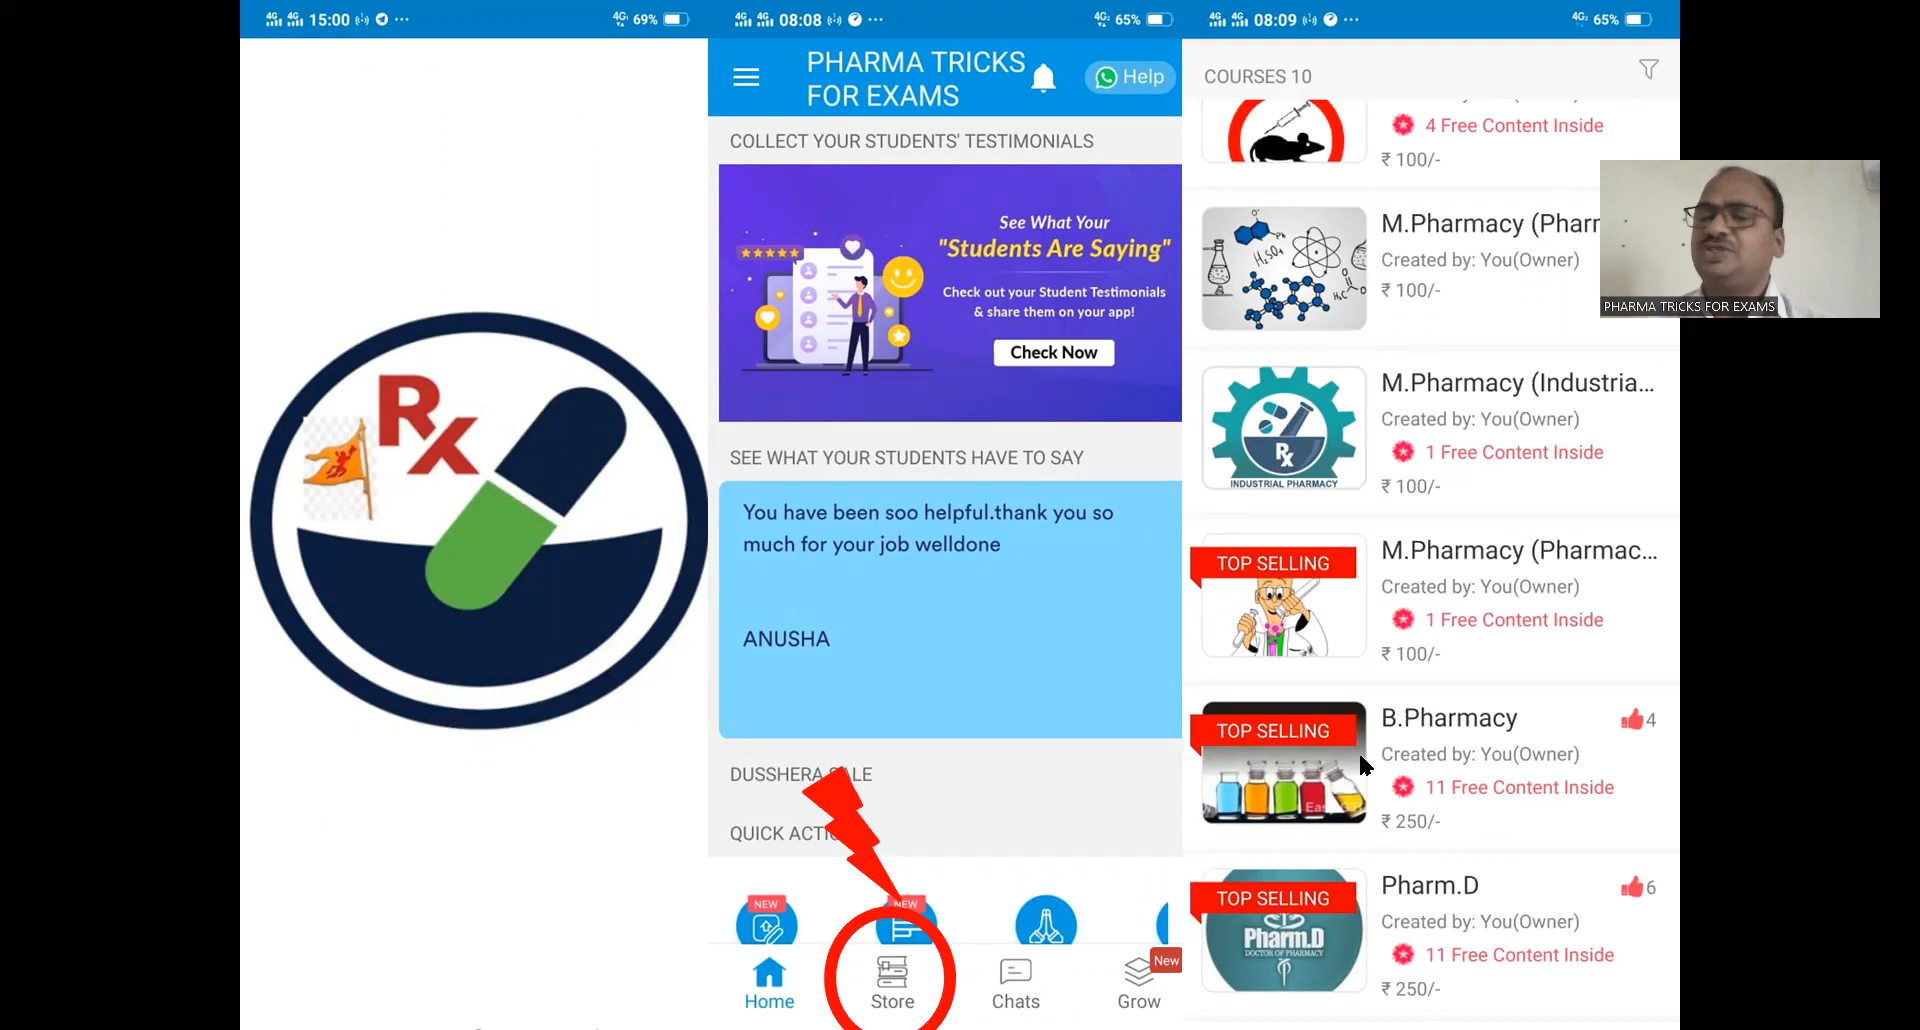 15:00
69%
Rx
08:08
65%
PHARMA TRICKS
FOR EXAMS
Help
COLLECT YOUR STUDENTS' TESTIMONIALS
See What Your
"Students Are Saying"
Check out your Student Testimonials
& share them on your app!
Check Now
SEE WHAT YOUR STUDENTS HAVE TO SAY
You have been soo helpful.thank you so
much for your job welldone
ANUSHA
DUSSHERA SALE
QUICK ACTI
NEW
NEW
Home
Store
Chats
Grow
New
08:09
65%
COURSES 10
4 Free Content Inside
₹ 100/-
H₂SO₄
M.Pharmacy (Pharr
Created by: You(Owner)
₹ 100/-
Rx
INDUSTRIAL PHARMACY
M.Pharmacy (Industria...
Created by: You(Owner)
1 Free Content Inside
₹ 100/-
TOP SELLING
M.Pharmacy (Pharmac...
Created by: You(Owner)
1 Free Content Inside
₹ 100/-
TOP SELLING
B.Pharmacy
4
Created by: You(Owner)
11 Free Content Inside
₹ 250/-
TOP SELLING
Pharm.D
DOCTOR OF PHARMACY
Pharm.D
6
Created by: You(Owner)
11 Free Content Inside
₹ 250/-
PHARMA TRICKS FOR EXAMS